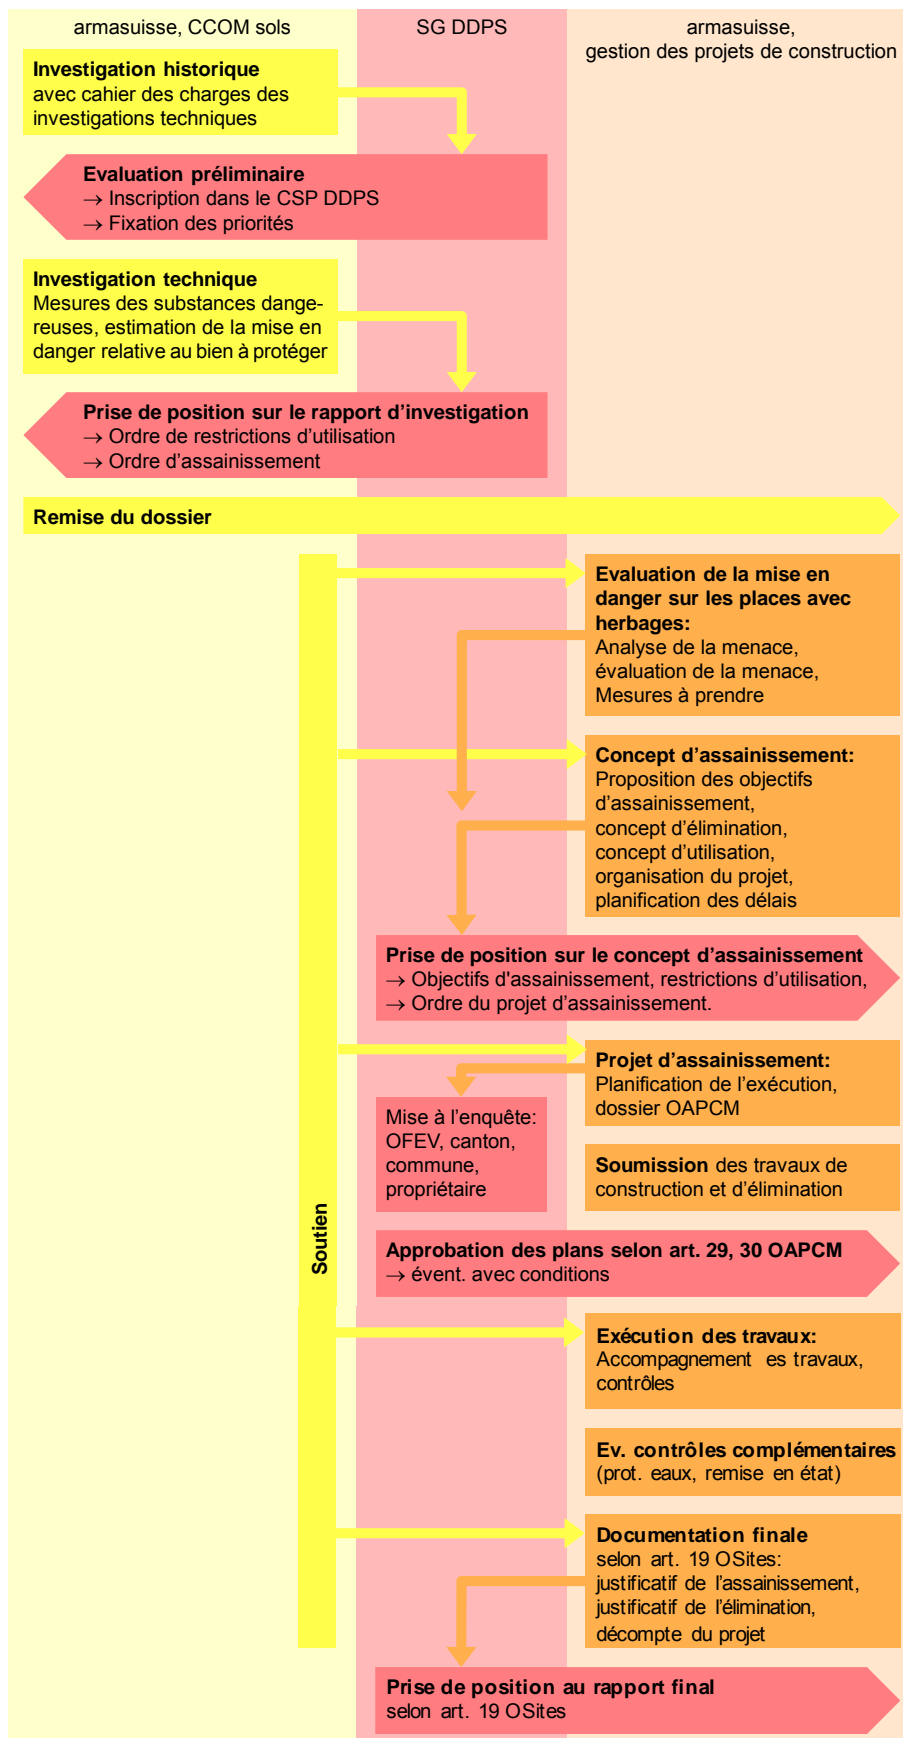 armasuisse, CCOM sols
SG DDPS
armasuisse,
gestion des projets de construction
Investigation historique
avec cahier des charges des
investigations techniques
Evaluation préliminaire
→ Inscription dans le CSP DDPS
→ Fixation des priorités
Investigation technique
Mesures des substances dange-
reuses, estimation de la mise en
danger relative au bien à protéger
Prise de position sur le rapport d'investigation
→ Ordre de restrictions d'utilisation
→ Ordre d'assainissement
Remise du dossier
Evaluation de la mise en
danger sur les places avec
herbages:
Analyse de la menace,
évaluation de la menace,
Mesures à prendre
Concept d'assainissement:
Proposition des objectifs
d'assainissement,
concept d'élimination,
concept d'utilisation,
organisation du projet,
planification des délais
Prise de position sur le concept d'assainissement
→ Objectifs d'assainissement, restrictions d'utilisation,
→ Ordre du projet d'assainissement.
Projet d'assainissement:
Planification de l'exécution,
dossier OAPCM
Mise à l'enquête:
OFEV, canton,
commune,
propriétaire
Soumission des travaux de
construction et d'élimination
Soutien
Approbation des plans selon art. 29, 30 OAPCM
→ évent. avec conditions
Exécution des travaux:
Accompagnement es travaux,
contrôles
Ev. contrôles complémentaires
(prot. eaux, remise en état)
Documentation finale
selon art. 19 OSites:
justificatif de l'assainissement,
justificatif de l'élimination,
décompte du projet
Prise de position au rapport final
selon art. 19 OSites